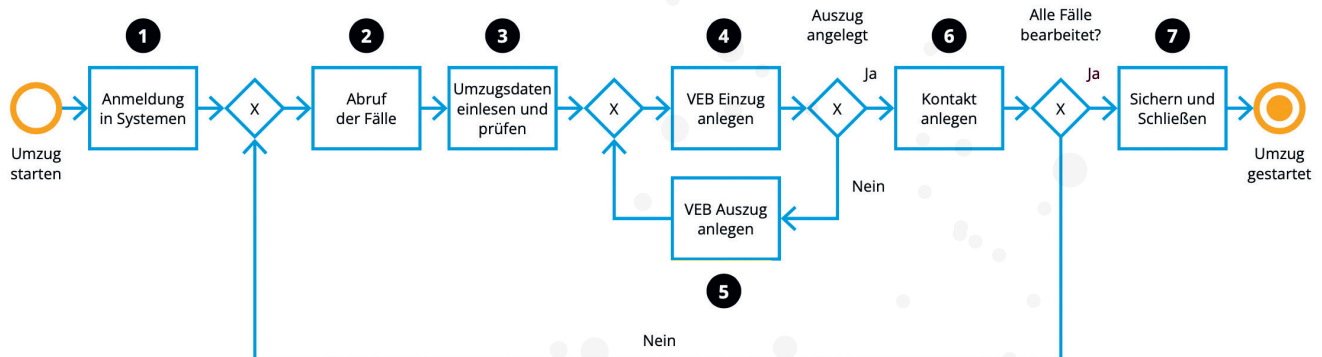 Umzug
starten
1
Anmeldung
in Systemen
X
2
Abruf
der Fälle
3
Umzugsdaten
einlesen und
prüfen
X
4
VEB Einzug
anlegen
Auszug
angelegt
X
Ja
Nein
VEB Auszug
anlegen
5
6
Kontakt
anlegen
Alle Fälle
bearbeitet?
X
Ja
Nein
7
Sichern und
Schließen
Umzug
gestartet